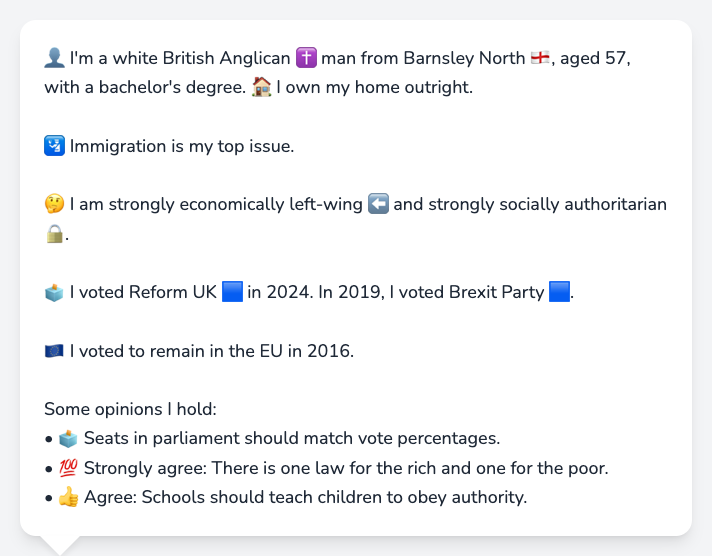 👤 I'm a white British Anglican ✝️ man from Barnsley North 🏴󠁧󠁢󠁥󠁮󠁧󠁿, aged 57,
with a bachelor's degree. 🏠 I own my home outright.
🛂 Immigration is my top issue.
🤔 I am strongly economically left-wing ⬅️ and strongly socially authoritarian
🔒.
🗳️ I voted Reform UK 🟦 in 2024. In 2019, I voted Brexit Party 🟦.
🇪🇺 I voted to remain in the EU in 2016.
Some opinions I hold:
• 🗳️ Seats in parliament should match vote percentages.
• 💯 Strongly agree: There is one law for the rich and one for the poor.
• 👍 Agree: Schools should teach children to obey authority.